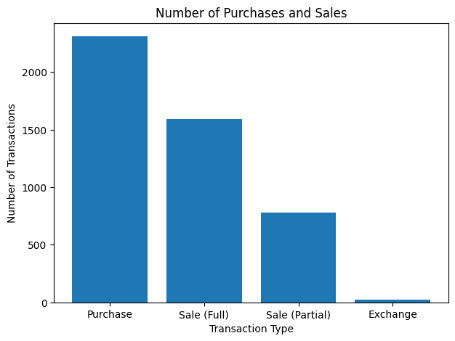 Number of Purchases and Sales
Number of Transactions
2000
1500
1000
500
0
Purchase Sale (Full) Sale (Partial) Exchange
Transaction Type